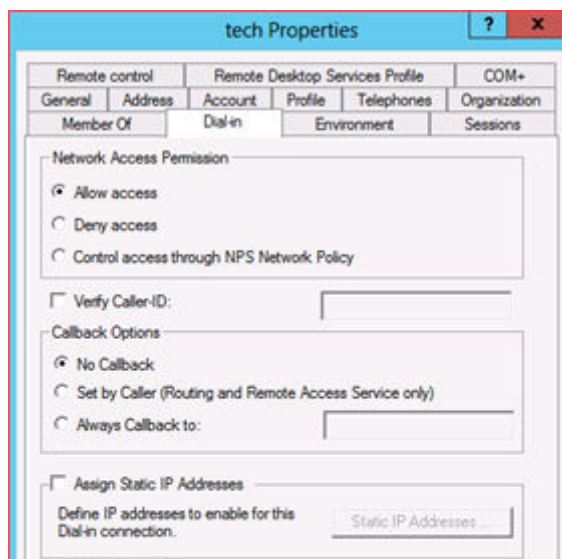 tech Properties
? x
Remote control Remote Desktop Services Profile COM+
General Address Account Profile Telephones Organization
Member Of Dial-in Environment Sessions
Network Access Permission
Allow access
Deny access
Control access through NPS Network Policy
Verify Caller-ID:
Callback Options
No Callback
Set by Caller (Routing and Remote Access Service only)
Always Callback to:
Assign Static IP Addresses
Define IP addresses to enable for this
Dial-in connection.
Static IP Addresses ...